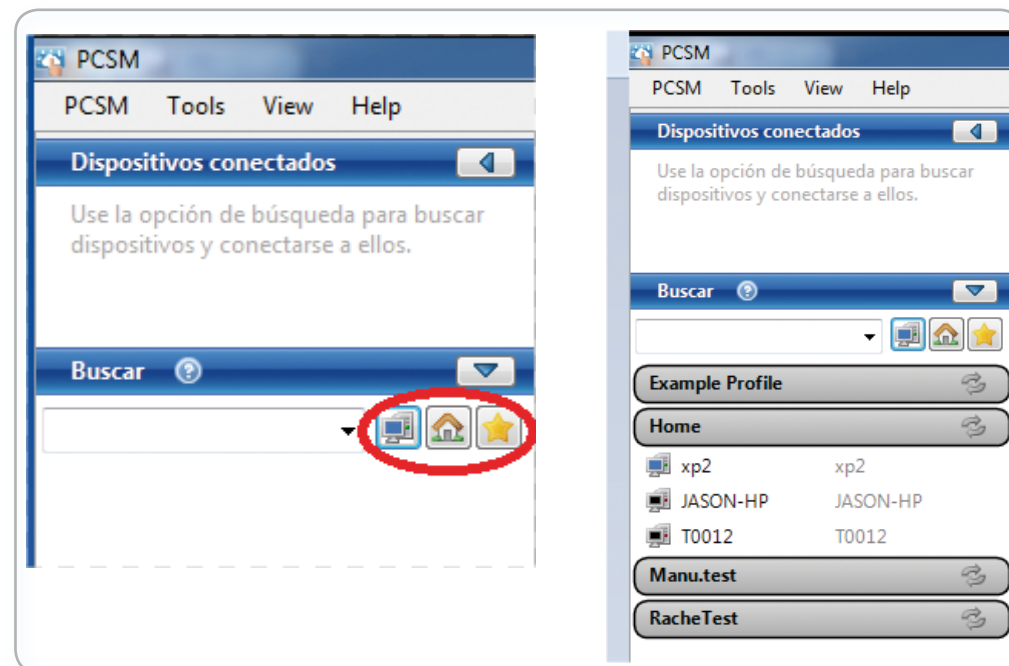 PCSM
PCSM Tools View Help
Dispositivos conectados
Use la opción de búsqueda para buscar
dispositivos y conectarse a ellos.
Buscar ?
PCSM
PCSM Tools View Help
Dispositivos conectados
Use la opción de búsqueda para buscar
dispositivos y conectarse a ellos.
Buscar ?
Example Profile
Home
xp2 xp2
JASON-HP JASON-HP
T0012 T0012
Manu.test
RacheTest